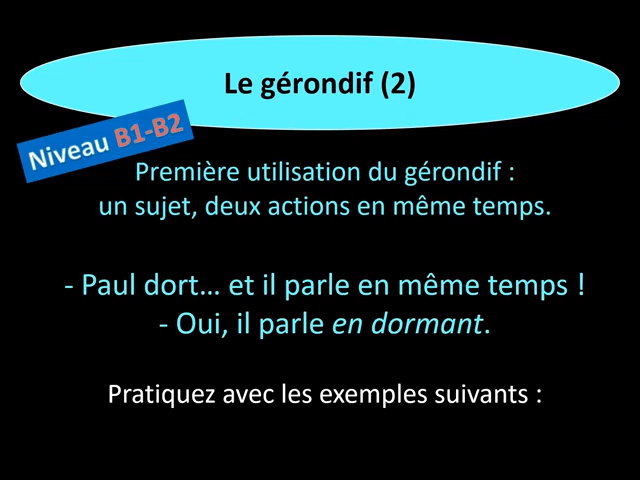 Le gérondif (2)
Niveau B1-B2
Première utilisation du gérondif :
un sujet, deux actions en même temps.
- Paul dort... et il parle en même temps !
- Oui, il parle en dormant.
Pratiquez avec les exemples suivants :